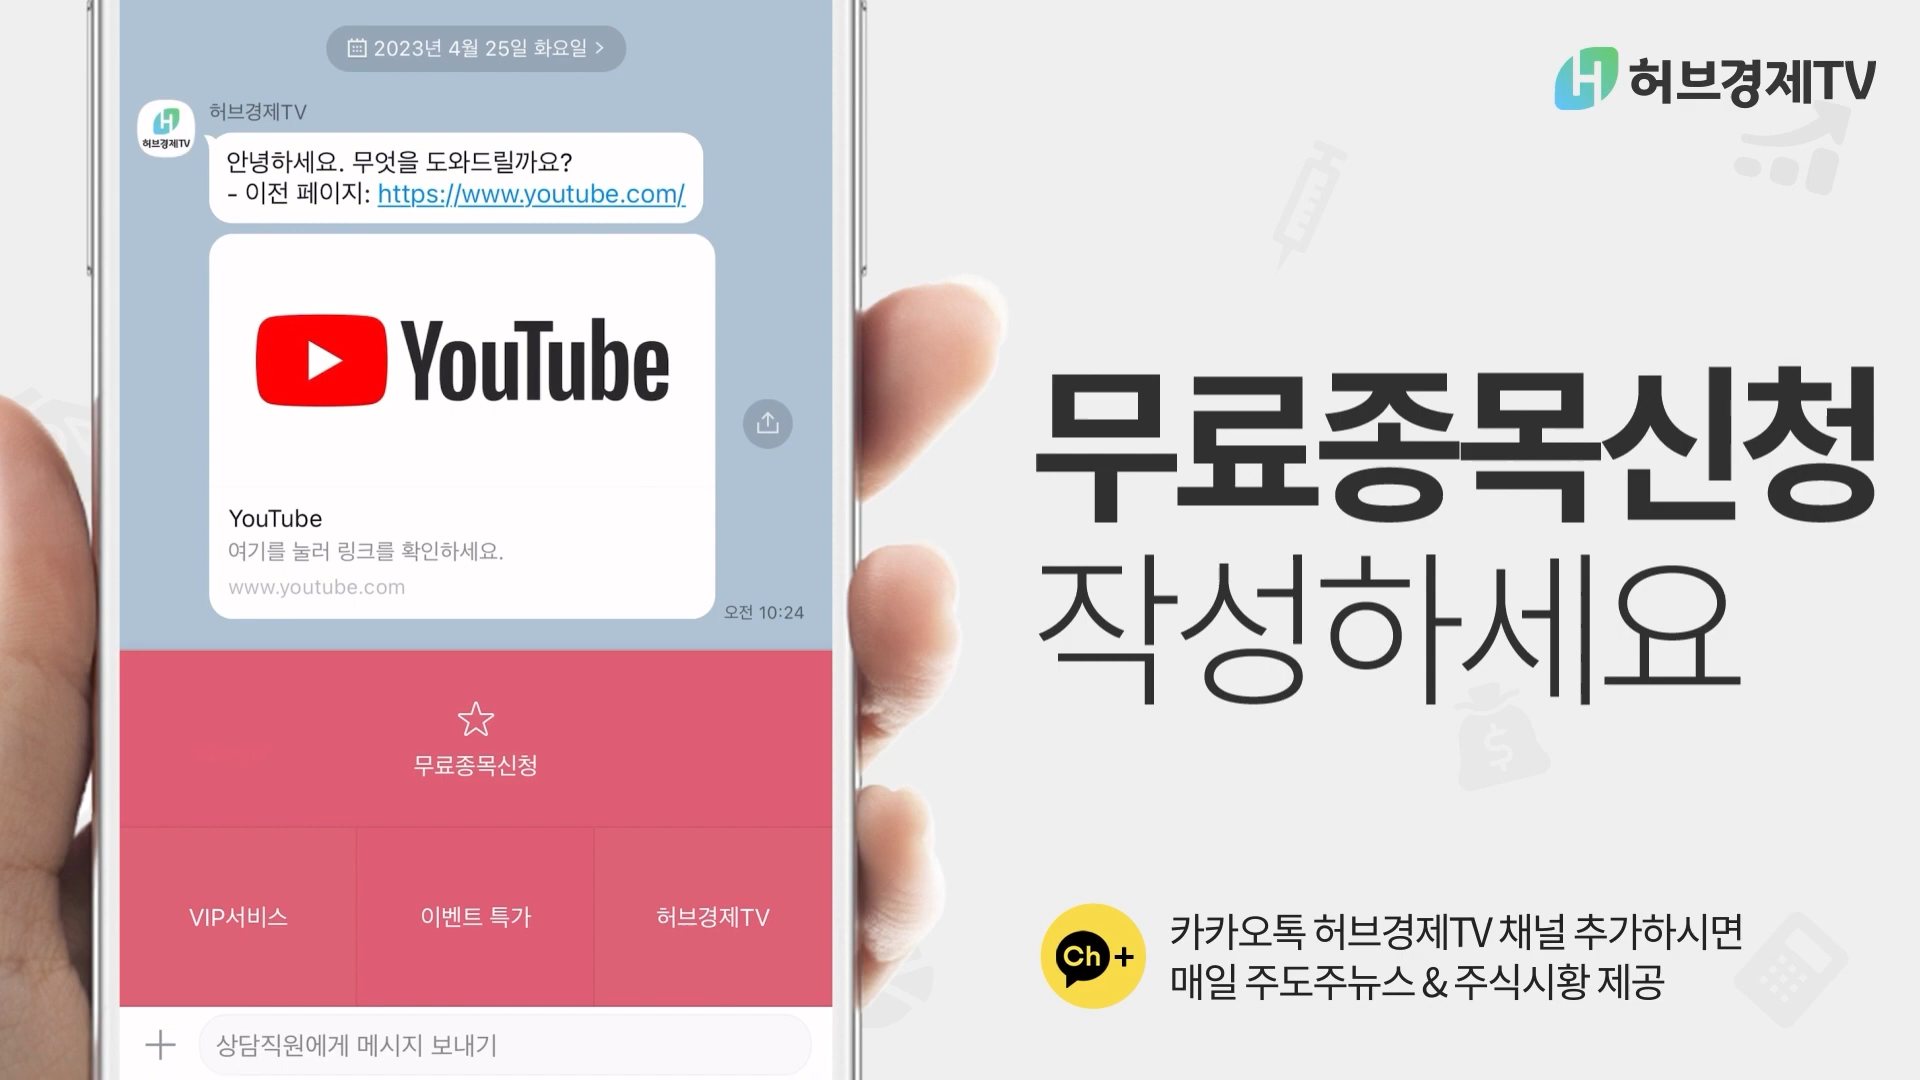 2023년 4월 25일 화요일 >
허브경제TV
허브경제TV
안녕하세요. 무엇을 도와드릴까요?
- 이전 페이지: https://www.youtube.com/
YouTube
YouTube
여기를 눌러 링크를 확인하세요.
www.youtube.com
오전 10:24
무료종목신청
VIP서비스
이벤트 특가
허브경제TV
상담직원에게 메시지 보내기
허브경제TV
무료종목신청
작성하세요
Ch+
카카오톡 허브경제TV 채널 추가하시면
매일 주도주뉴스 & 주식시황 제공